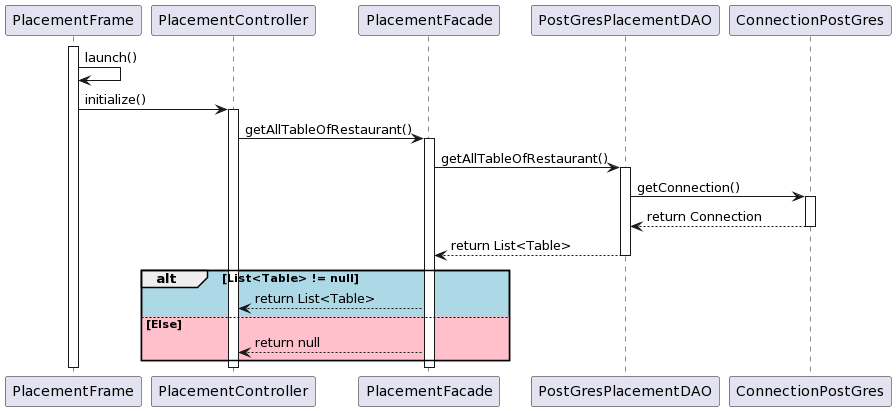 PlacementFrame PlacementController PlacementFacade PostGresPlacementDAO ConnectionPostGres
launch()
initialize()
getAllTableOfRestaurant()
getAllTableOfRestaurant()
getConnection()
return Connection
return List<Table>
alt [List<Table> != null]
return List<Table>
[Else]
return null
PlacementFrame PlacementController PlacementFacade PostGresPlacementDAO ConnectionPostGres